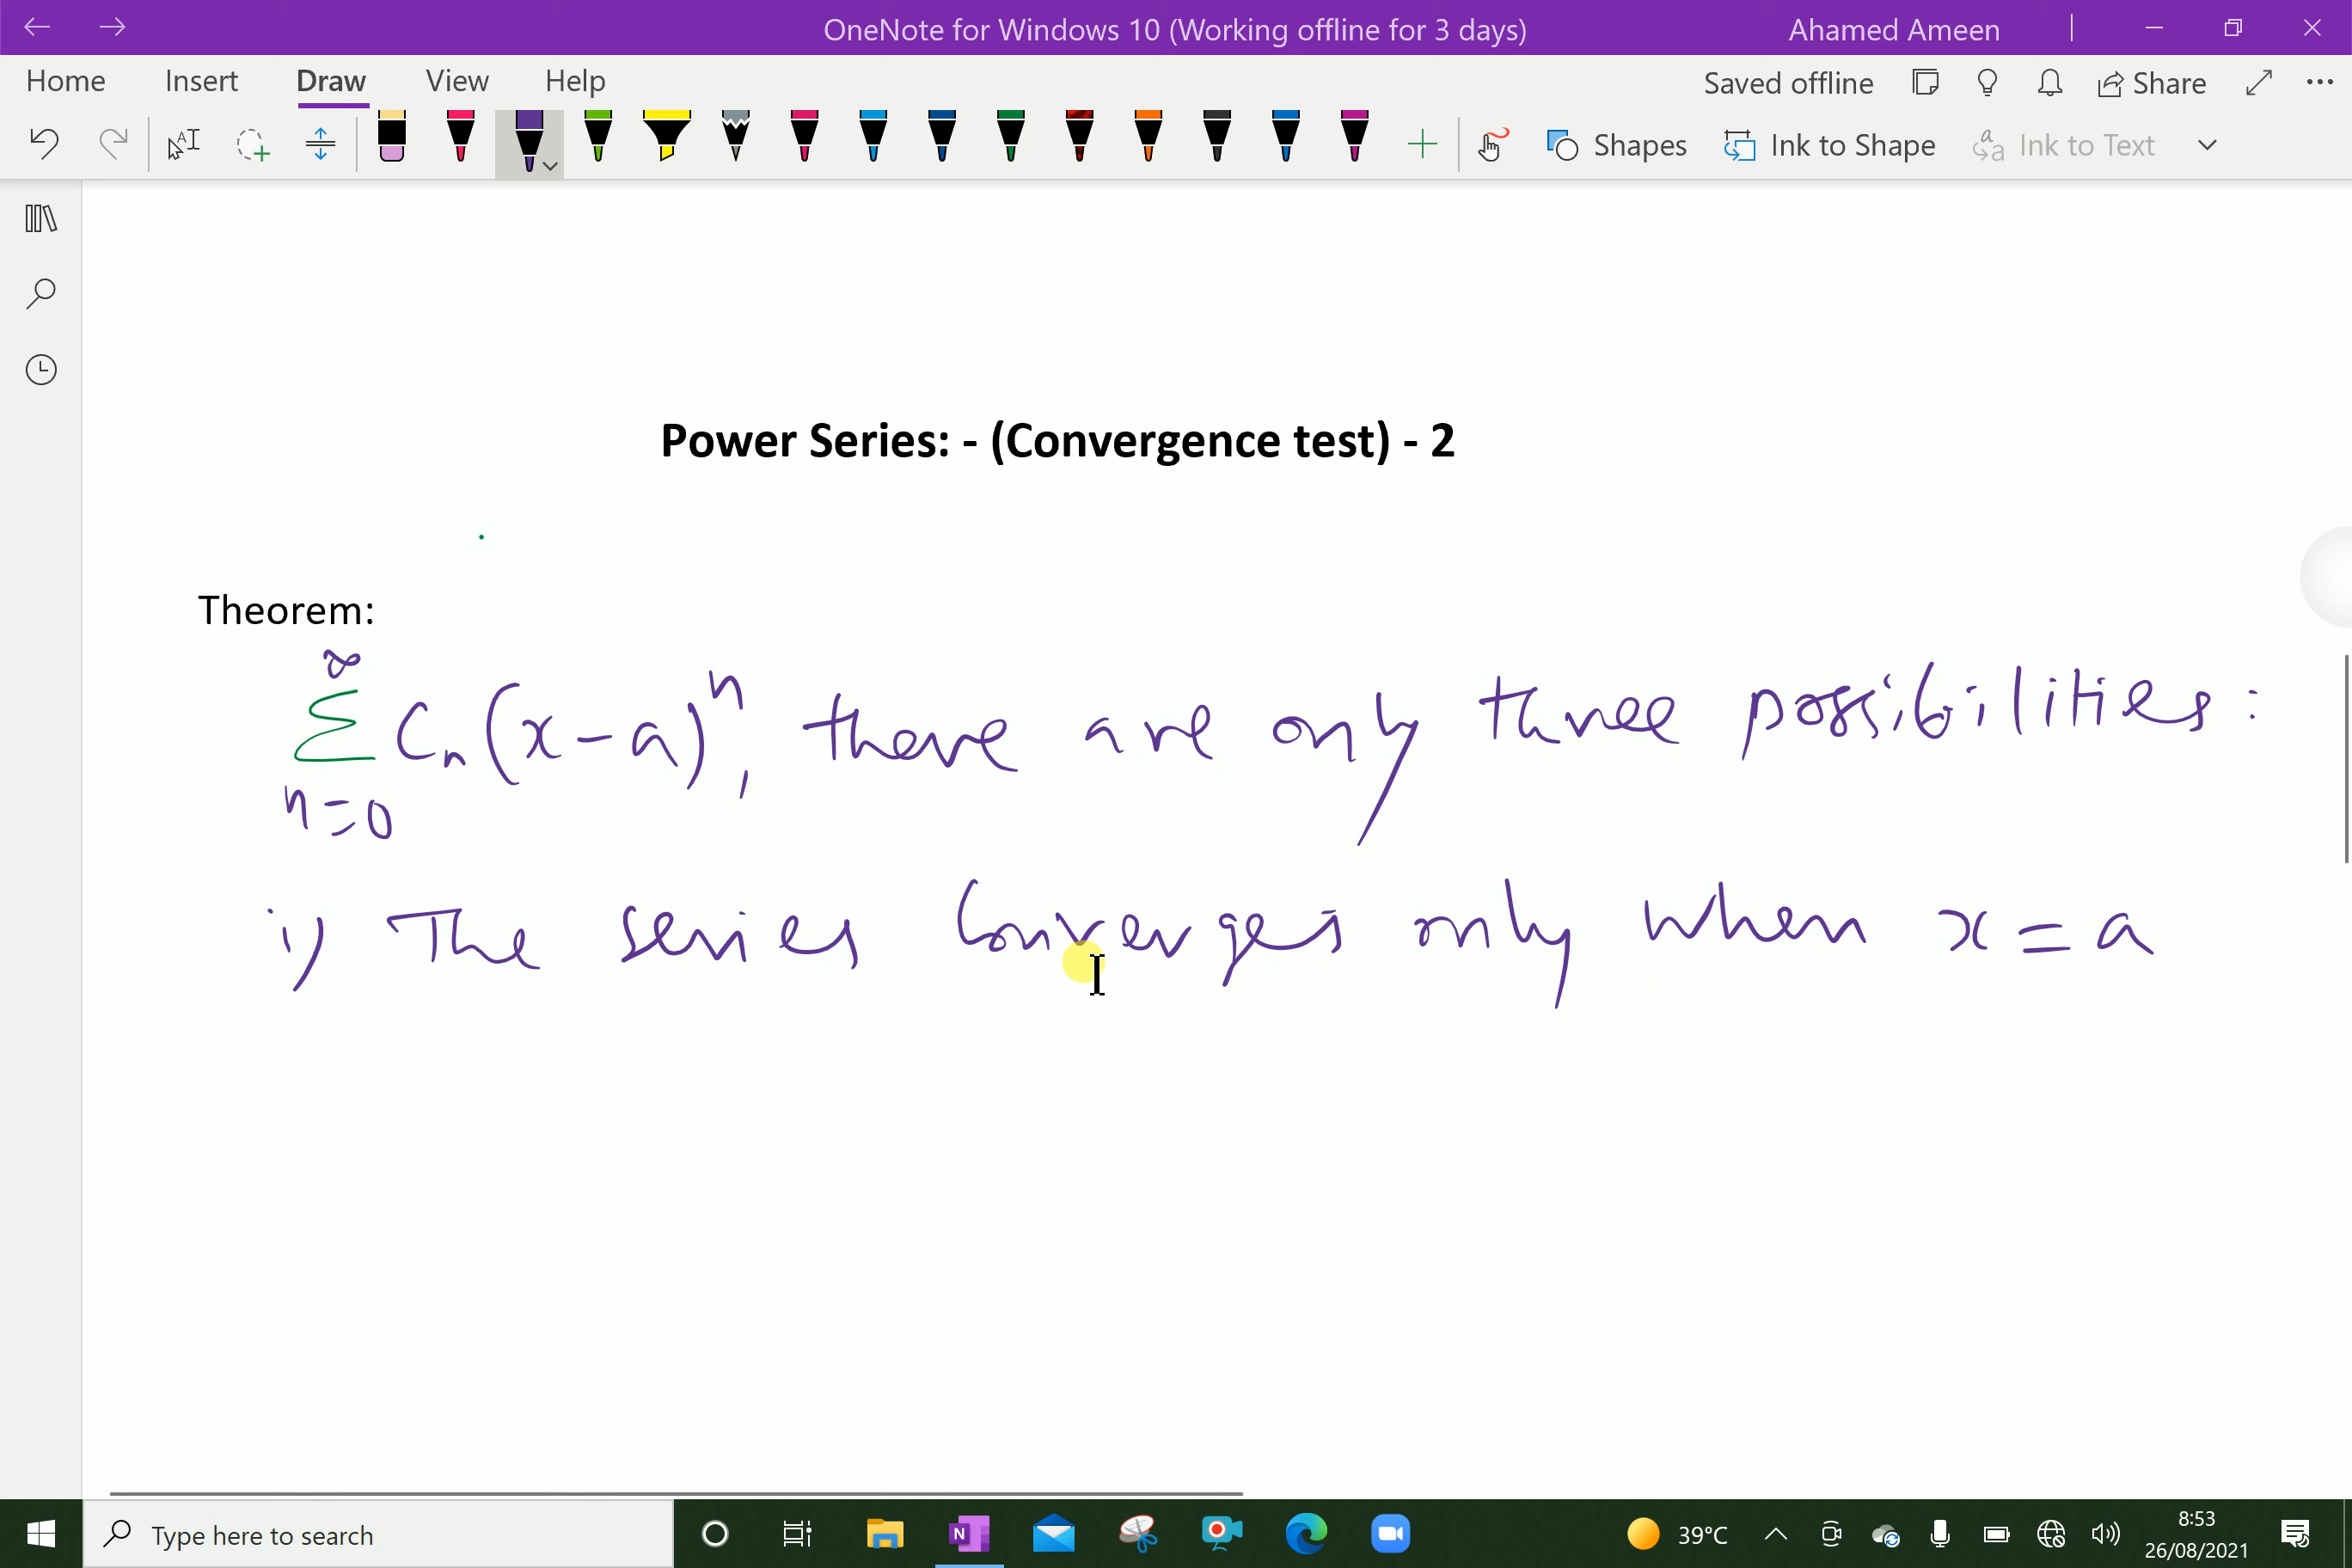 OneNote for Windows 10 (Working offline for 3 days)
Ahamed Ameen
Home Insert Draw View Help
Saved offline Share
Shapes Ink to Shape Ink to Text
Power Series: - (Convergence test) - 2
Theorem:
∞
Σ Cn(x-a)^n, there are only three possibilities:
n=0
i) The series Converges only when x = a
Type here to search
39°C
8:53
26/08/2021